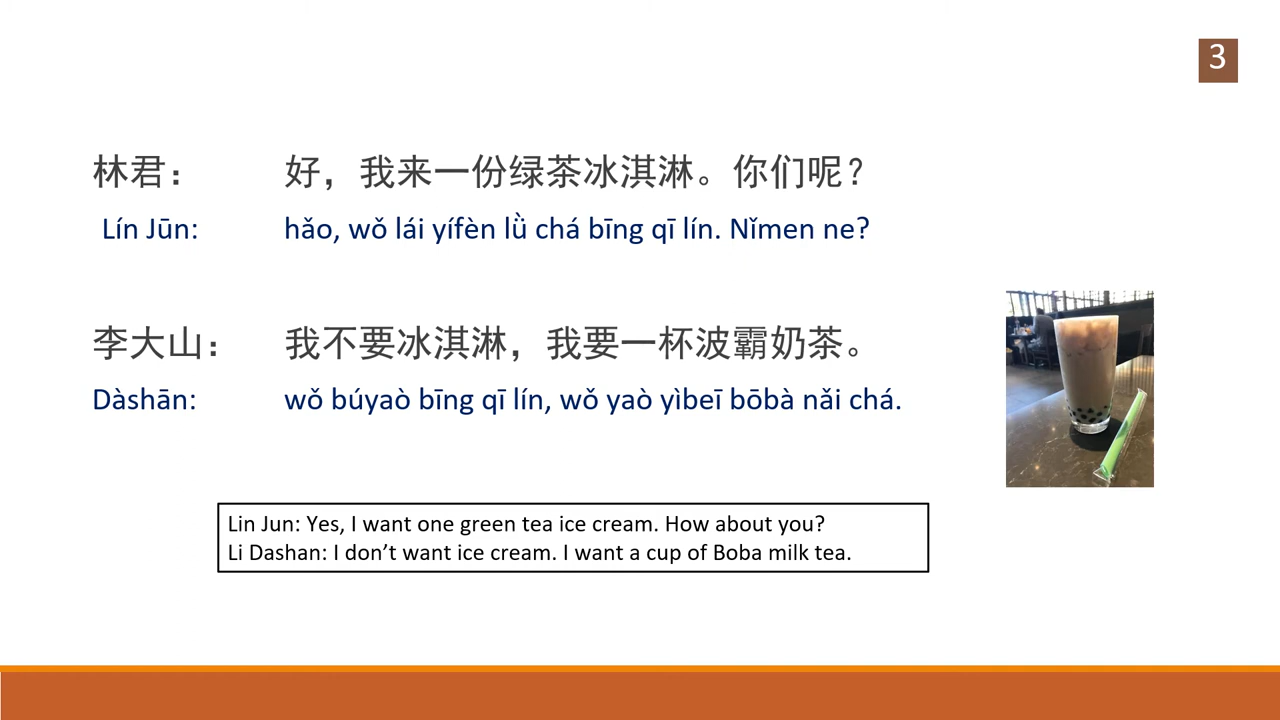 3
林君： 好，我来一份绿茶冰淇淋。你们呢？
Lín Jūn: hǎo, wǒ lái yífèn lǜ chá bīng qī lín. Nǐmen ne?
李大山： 我不要冰淇淋，我要一杯波霸奶茶。
Dàshān: wǒ búyaò bīng qī lín, wǒ yaò yìbeī bōbà nǎi chá.
Lin Jun: Yes, I want one green tea ice cream. How about you?
Li Dashan: I don’t want ice cream. I want a cup of Boba milk tea.